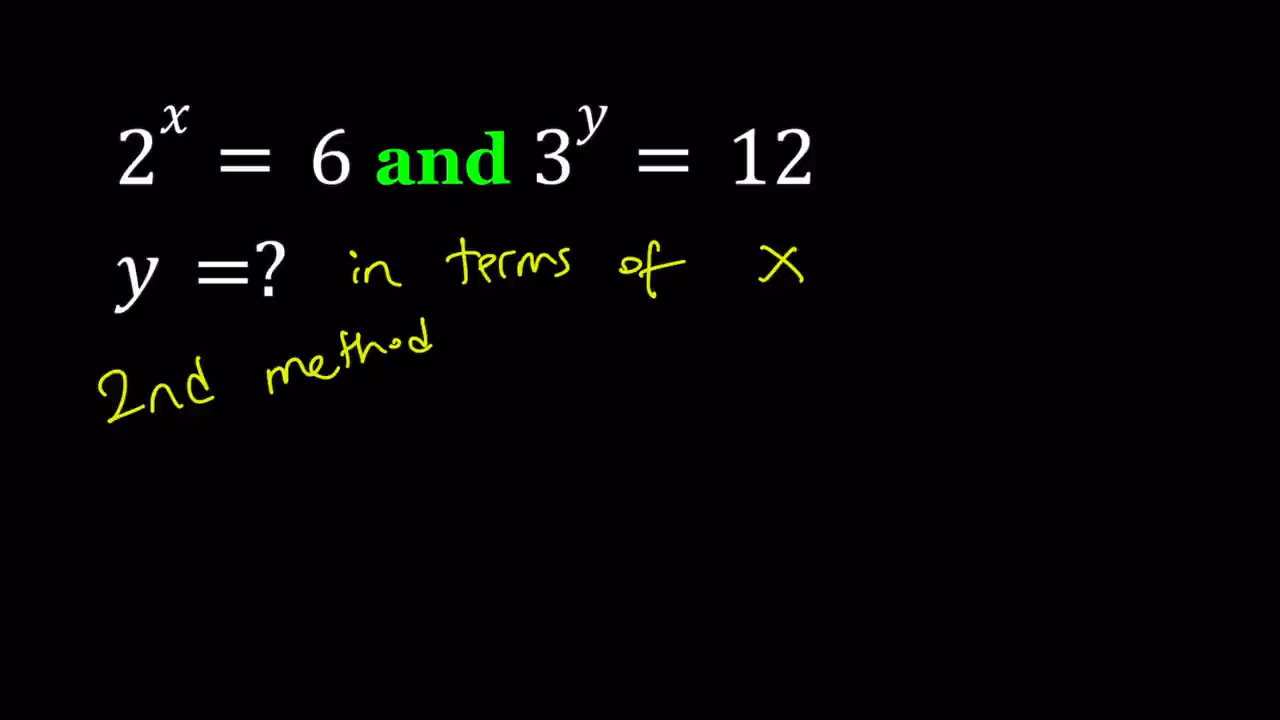 2^x = 6 and 3^y = 12
y =? in terms of x
2nd method